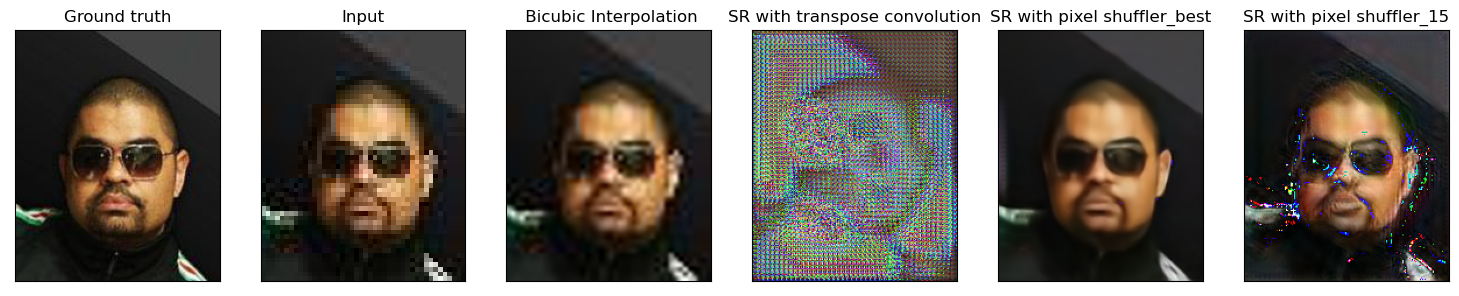 Ground truth
Input
Bicubic Interpolation
SR with transpose convolution
SR with pixel shuffler_best
SR with pixel shuffler_15